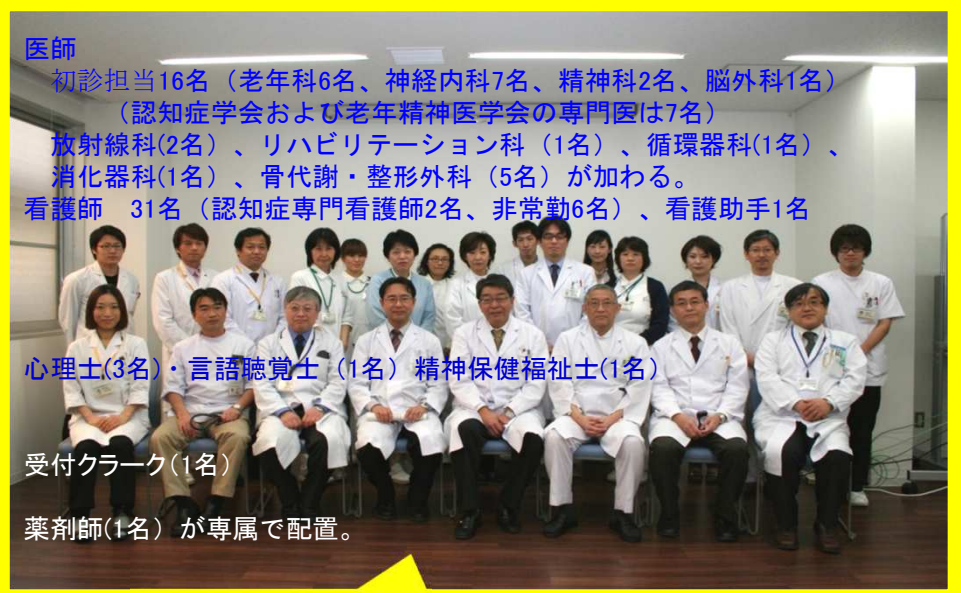 医師
初診担当16名（老年科6名、神経内科7名、精神科2名、脳外科1名）
（認知症学会および老年精神医学会の専門医は7名）
放射線科(2名）、リハビリテーション科（1名）、循環器科(1名）、
消化器科(1名）、骨代謝・整形外科（5名）が加わる。
看護師　31名（認知症専門看護師2名、非常勤6名）、看護助手1名
心理士(3名)・言語聴覚士（1名）精神保健福祉士(1名）
受付クラーク(1名）
薬剤師(1名）が専属で配置。